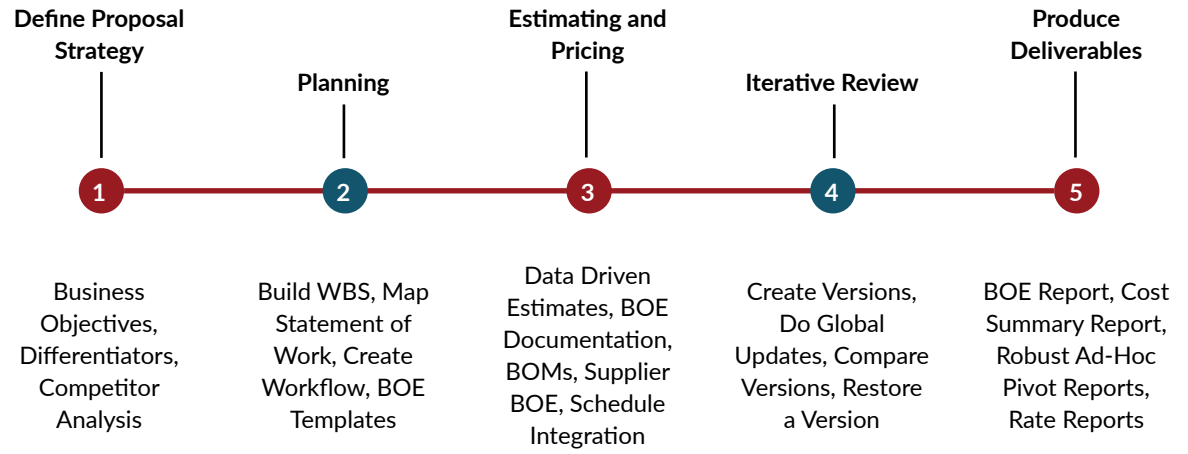 Define Proposal
Strategy
Planning
Estimating and
Pricing
Iterative Review
Produce
Deliverables
1
2
3
4
5
Business
Objectives,
Differentiators,
Competitor
Analysis
Build WBS, Map
Statement of
Work, Create
Workflow, BOE
Templates
Data Driven
Estimates, BOE
Documentation,
BOMs, Supplier
BOE, Schedule
Integration
Create Versions,
Do Global
Updates, Compare
Versions, Restore
a Version
BOE Report, Cost
Summary Report,
Robust Ad-Hoc
Pivot Reports,
Rate Reports